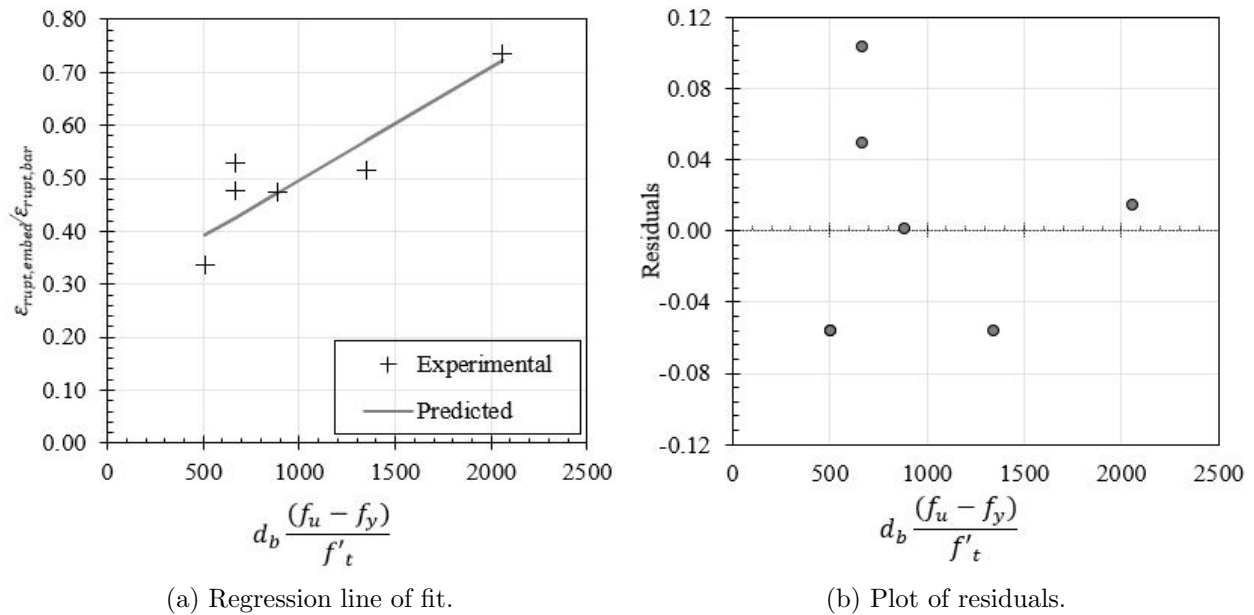 0.80
0.70
0.60
0.50
0.40
0.30
0.20
0.10
0.00
ε_rupt,embed/ε_rupt,bar
Experimental
Predicted
0 500 1000 1500 2000 2500
d_b (f_u − f_y) / f'_t
(a) Regression line of fit.
0.12
0.08
0.04
0.00
-0.04
-0.08
-0.12
Residuals
0 500 1000 1500 2000 2500
d_b (f_u − f_y) / f'_t
(b) Plot of residuals.